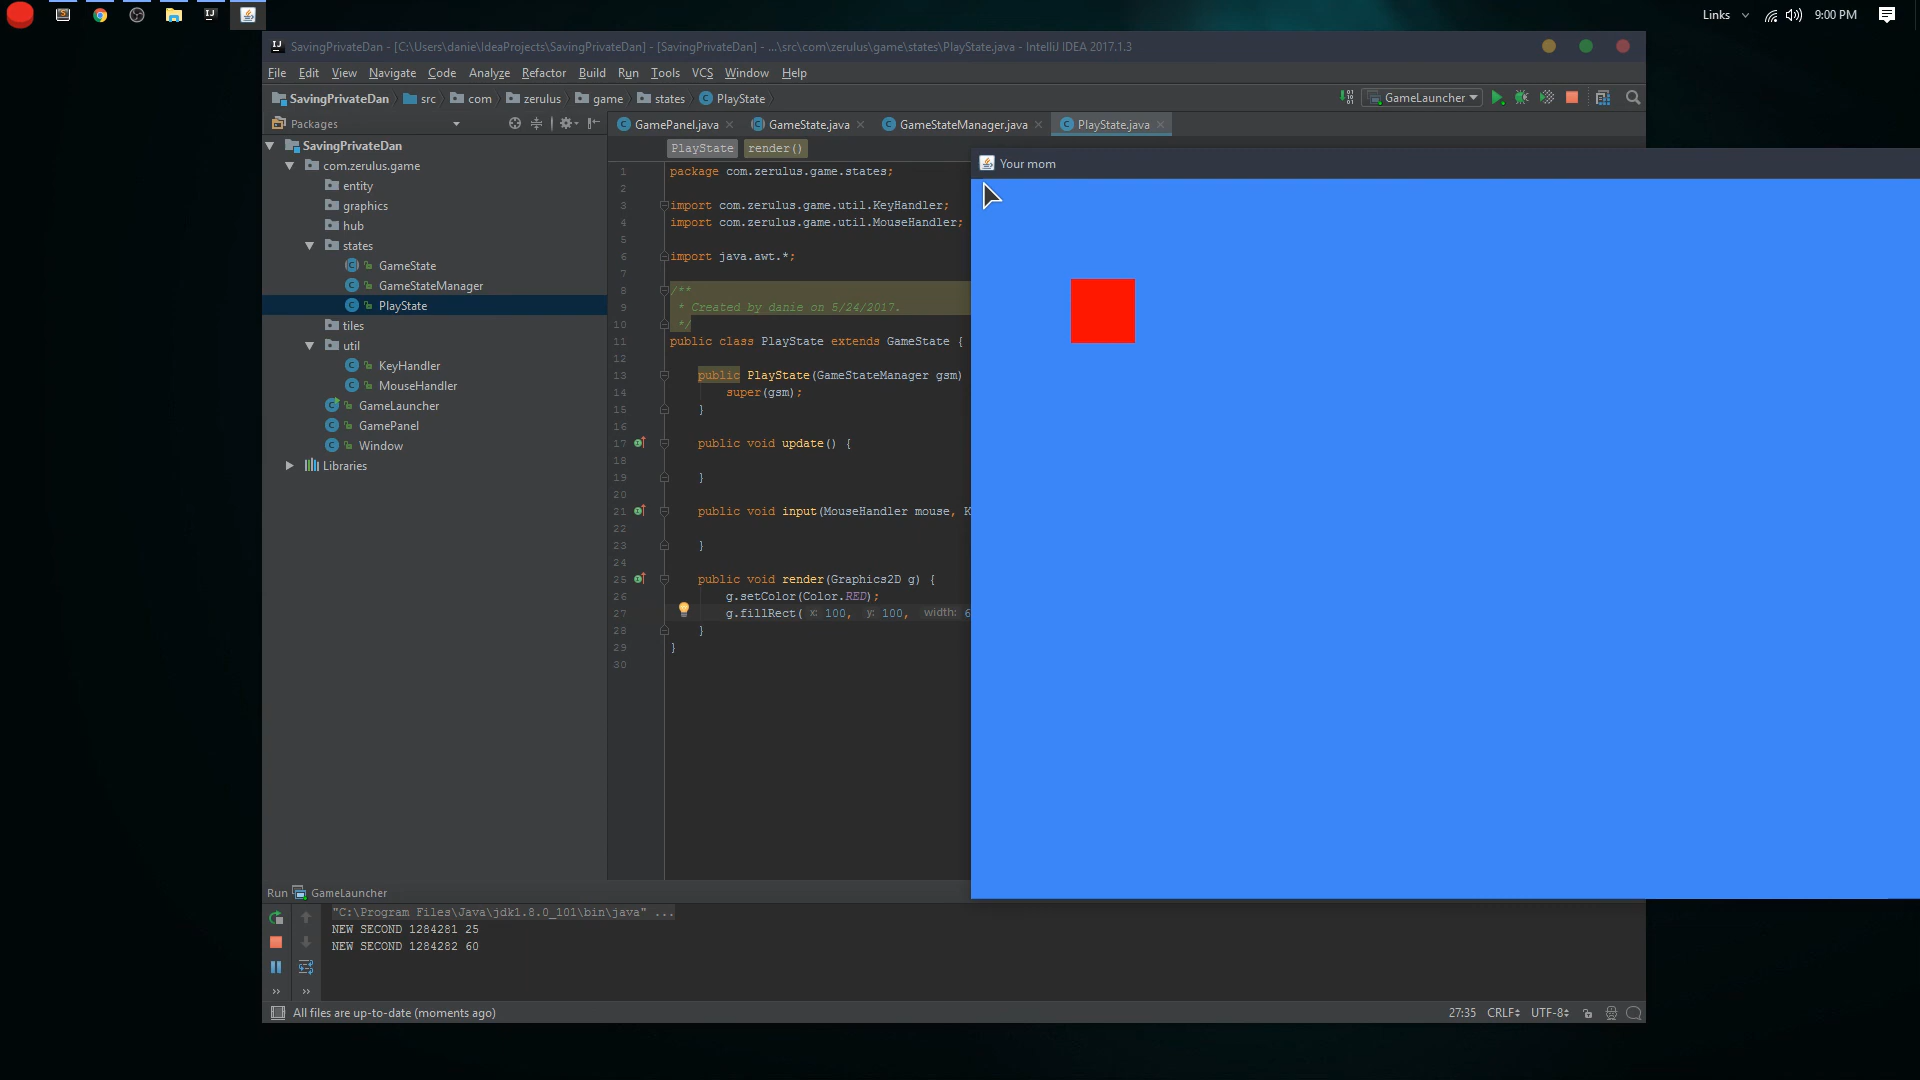 Links 9:00 PM
SavingPrivateDan - [C:\Users\danie\IdeaProjects\SavingPrivateDan] - [SavingPrivateDan] - ...\src\com\zerulus\game\states\PlayState.java - IntelliJ IDEA 2017.1.3
File Edit View Navigate Code Analyze Refactor Build Run Tools VCS Window Help
SavingPrivateDan src com zerulus game states PlayState GameLauncher
Packages
GamePanel.java GameState.java GameStateManager.java PlayState.java
SavingPrivateDan
com.zerulus.game
entity
graphics
hub
states
GameState
GameStateManager
PlayState
tiles
util
KeyHandler
MouseHandler
GameLauncher
GamePanel
Window
Libraries
PlayState render()
1 package com.zerulus.game.states;
2
3 import com.zerulus.game.util.KeyHandler;
4 import com.zerulus.game.util.MouseHandler;
5
6 import java.awt.*;
7
8 /**
9 * Created by danie on 5/24/2017.
10 */
11 public class PlayState extends GameState {
12
13 public PlayState(GameStateManager gsm)
14 super(gsm);
15 }
16
17 public void update() {
18
19 }
20
21 public void input(MouseHandler mouse, K
22
23 }
24
25 public void render(Graphics2D g) {
26 g.setColor(Color.RED);
27 g.fillRect( x: 100, y: 100, width: 6
28 }
29 }
30
Your mom
Run GameLauncher
"C:\Program Files\Java\jdk1.8.0_101\bin\java" ...
NEW SECOND 1284281 25
NEW SECOND 1284282 60
All files are up-to-date (moments ago) 27:35 CRLF UTF-8